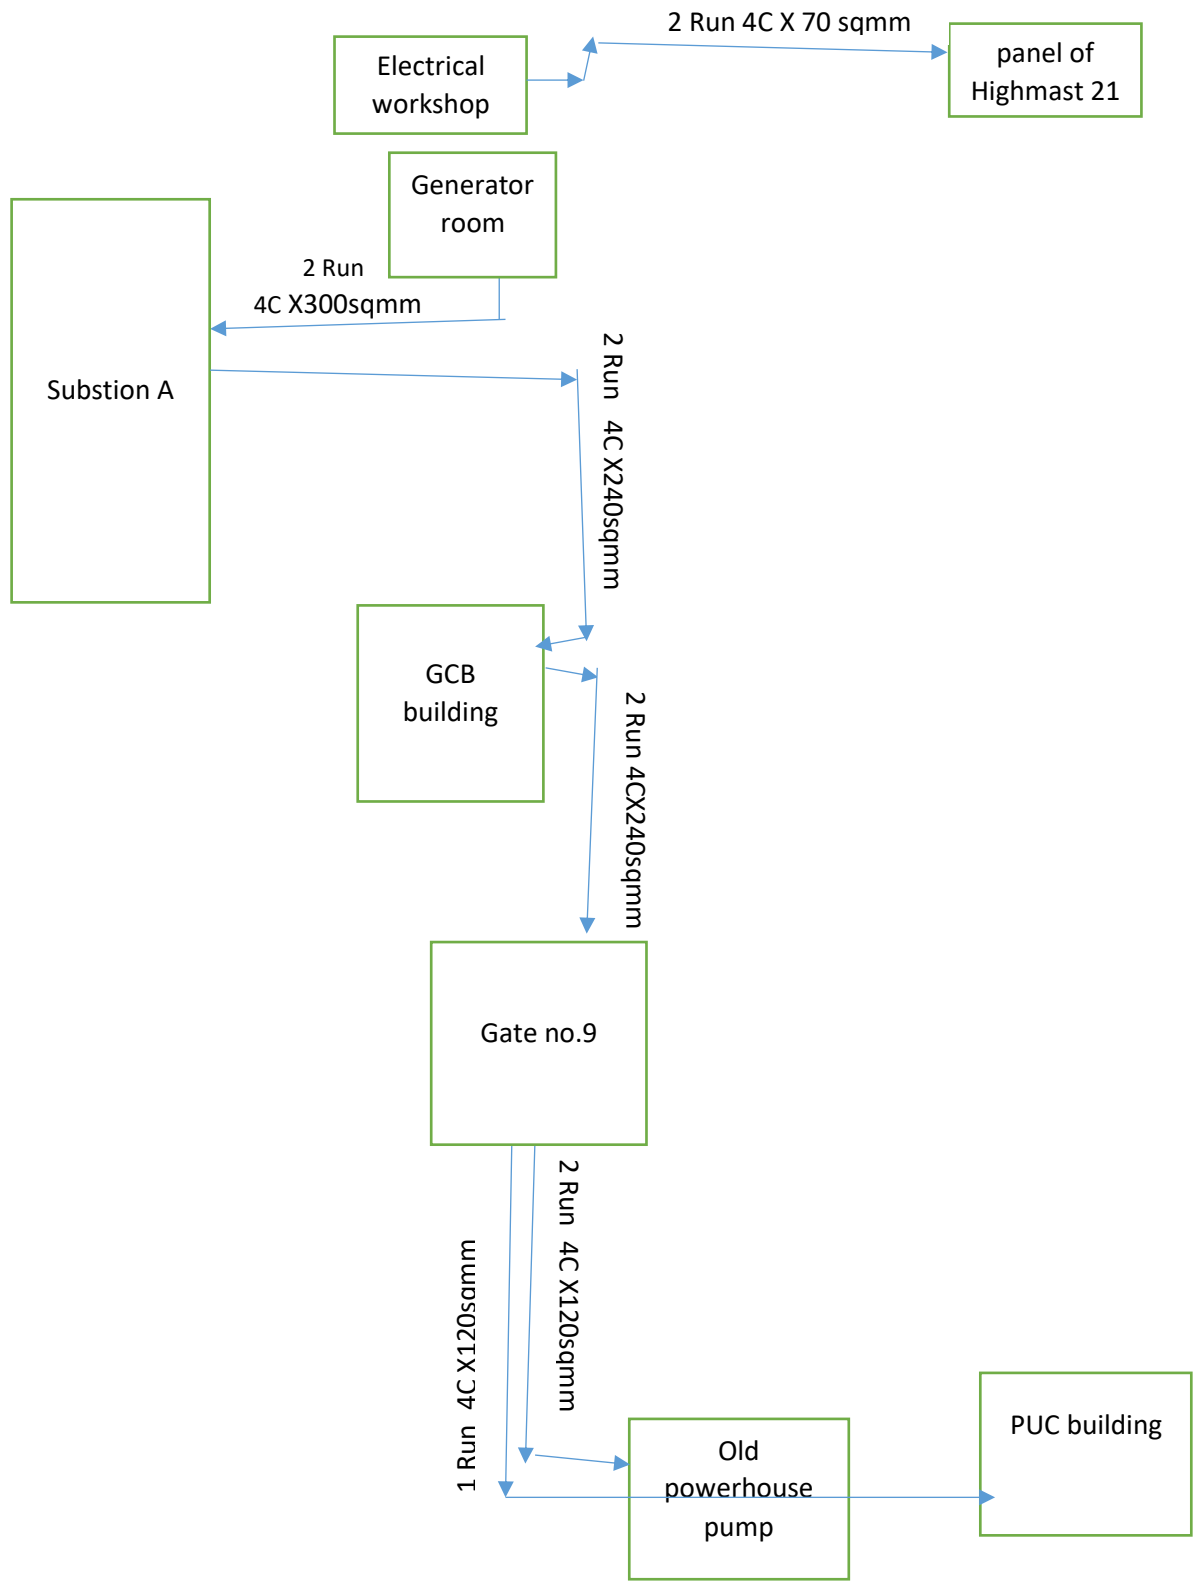 2 Run 4C X 70 sqmm
Electrical
workshop
panel of
Highmast 21
Generator
room
2 Run
4C X300sqmm
Substion A
2 Run 4C X240sqmm
GCB
building
2 Run 4CX240sqmm
Gate no.9
1 Run 4C X120sqmm
2 Run 4C X120sqmm
Old
powerhouse
pump
PUC building